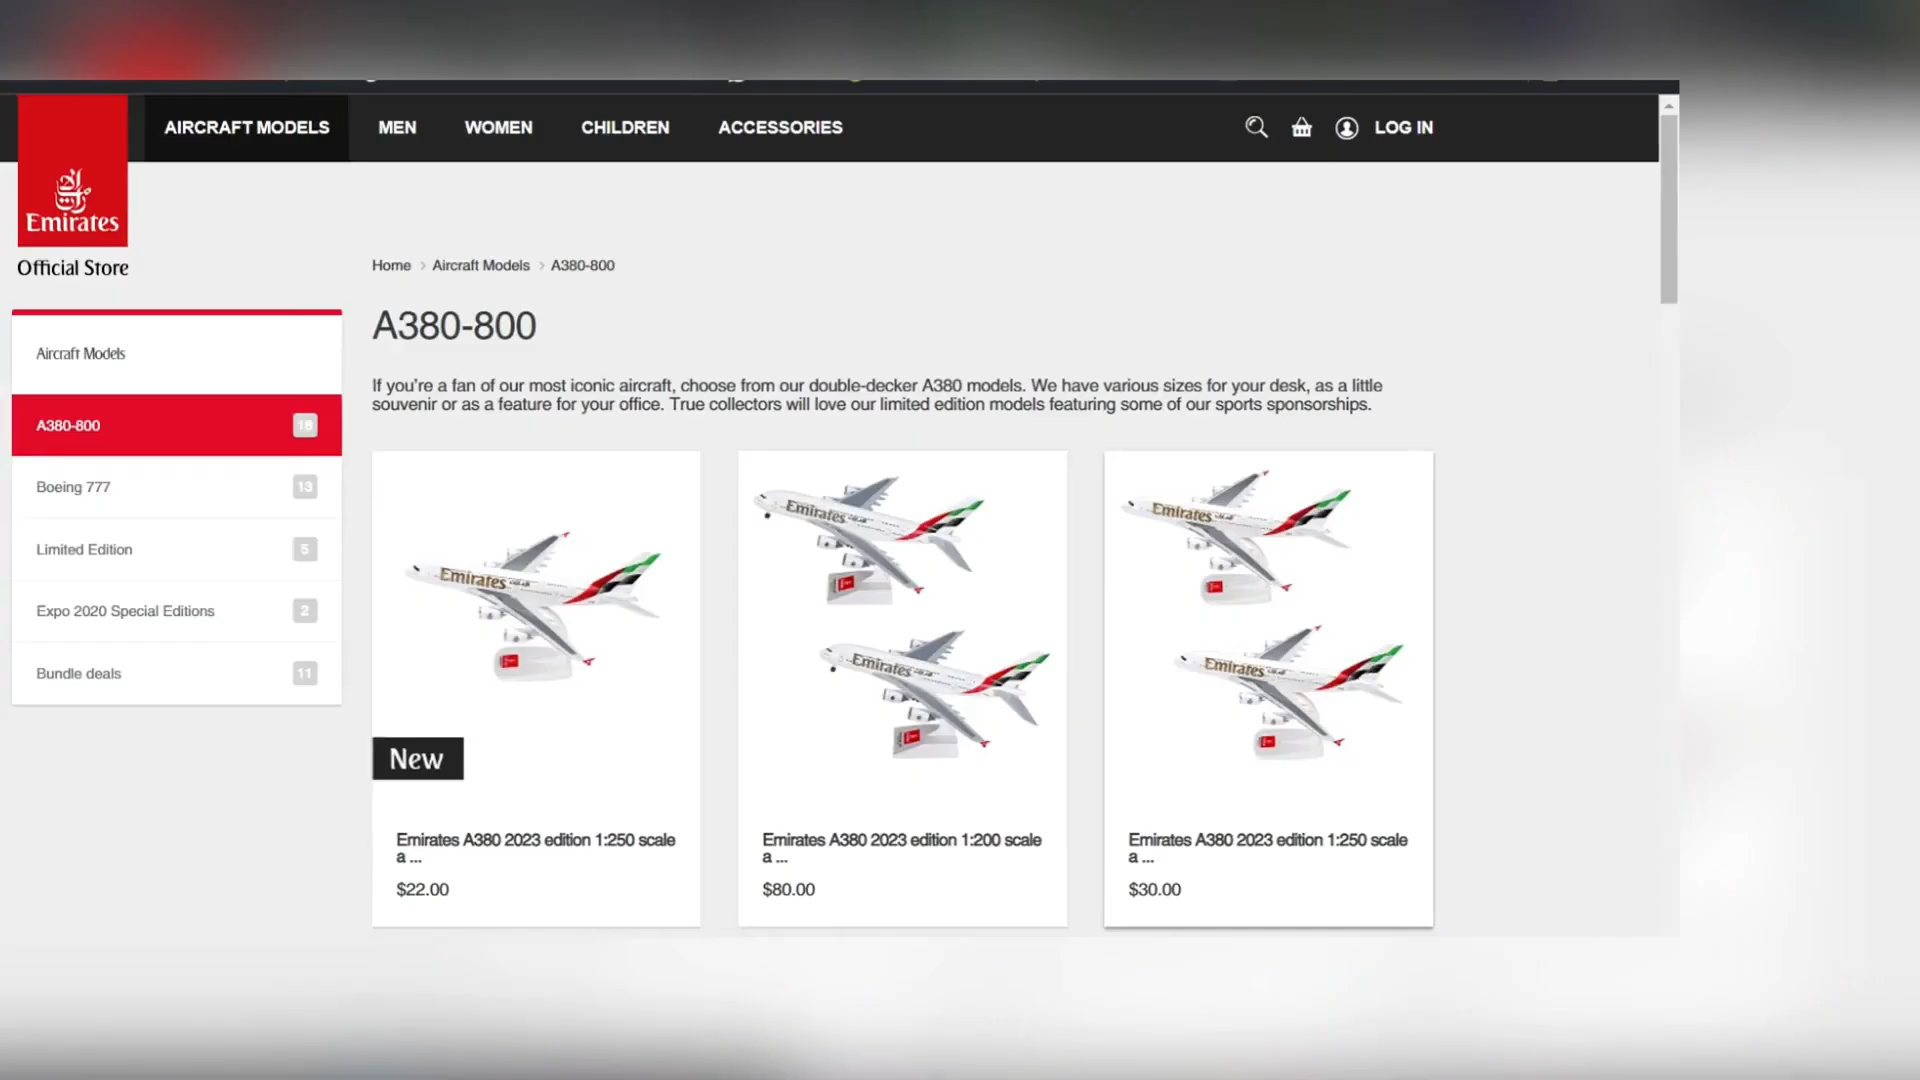 AIRCRAFT MODELS MEN WOMEN CHILDREN ACCESSORIES LOG IN
Emirates
Official Store
Home > Aircraft Models > A380-800
A380-800
If you're a fan of our most iconic aircraft, choose from our double-decker A380 models. We have various sizes for your desk, as a little
souvenir or as a feature for your office. True collectors will love our limited edition models featuring some of our sports sponsorships.
Aircraft Models
A380-800 18
Boeing 777 13
Limited Edition 5
Expo 2020 Special Editions 2
Bundle deals 11
Emirates
Emirates
Emirates
Emirates
Emirates
New
Emirates A380 2023 edition 1:250 scale
a ...
$22.00
Emirates A380 2023 edition 1:200 scale
a ...
$80.00
Emirates A380 2023 edition 1:250 scale
a ...
$30.00